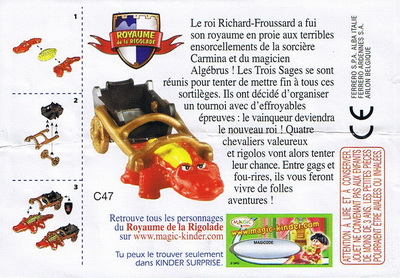 1
2
3
ROYAUME
de la RIGOLADE
Le roi Richard-Froussard a fui
son royaume en proie aux terribles
ensorcellements de la sorcière
Carmina et du magicien
Algébrus ! Les Trois Sages se sont
réunis pour tenter de mettre fin à tous ces
sortilèges. Ils ont décidé d'organiser
un tournoi avec d'effroyables
épreuves : le vainqueur deviendra
le nouveau roi ! Quatre
chevaliers valeureux
et rigolos vont alors tenter
leur chance. Entre gags et
fou-rires, ils vous feront
vivre de folles
aventures !
C47
Retrouve tous les personnages
du Royaume de la Rigolade
sur www.magic-kinder.com
Tu peux le trouver seulement
dans KINDER SURPRISE.
MAGIC
www.magic-kinder.com
MAGICODE
FERRERO S.P.A. ALBA ITALIE
FERRERO ARDENNES S.A.
ARLON BELGIQUE
CE
ATTENTION, À LIRE ET À CONSERVER:
JOUET NE CONVENANT PAS AUX ENFANTS
DE MOINS DE 3 ANS. LES PETITES PIÈCES
POURRAIENT ÊTRE AVALÉES OU INHALÉES.